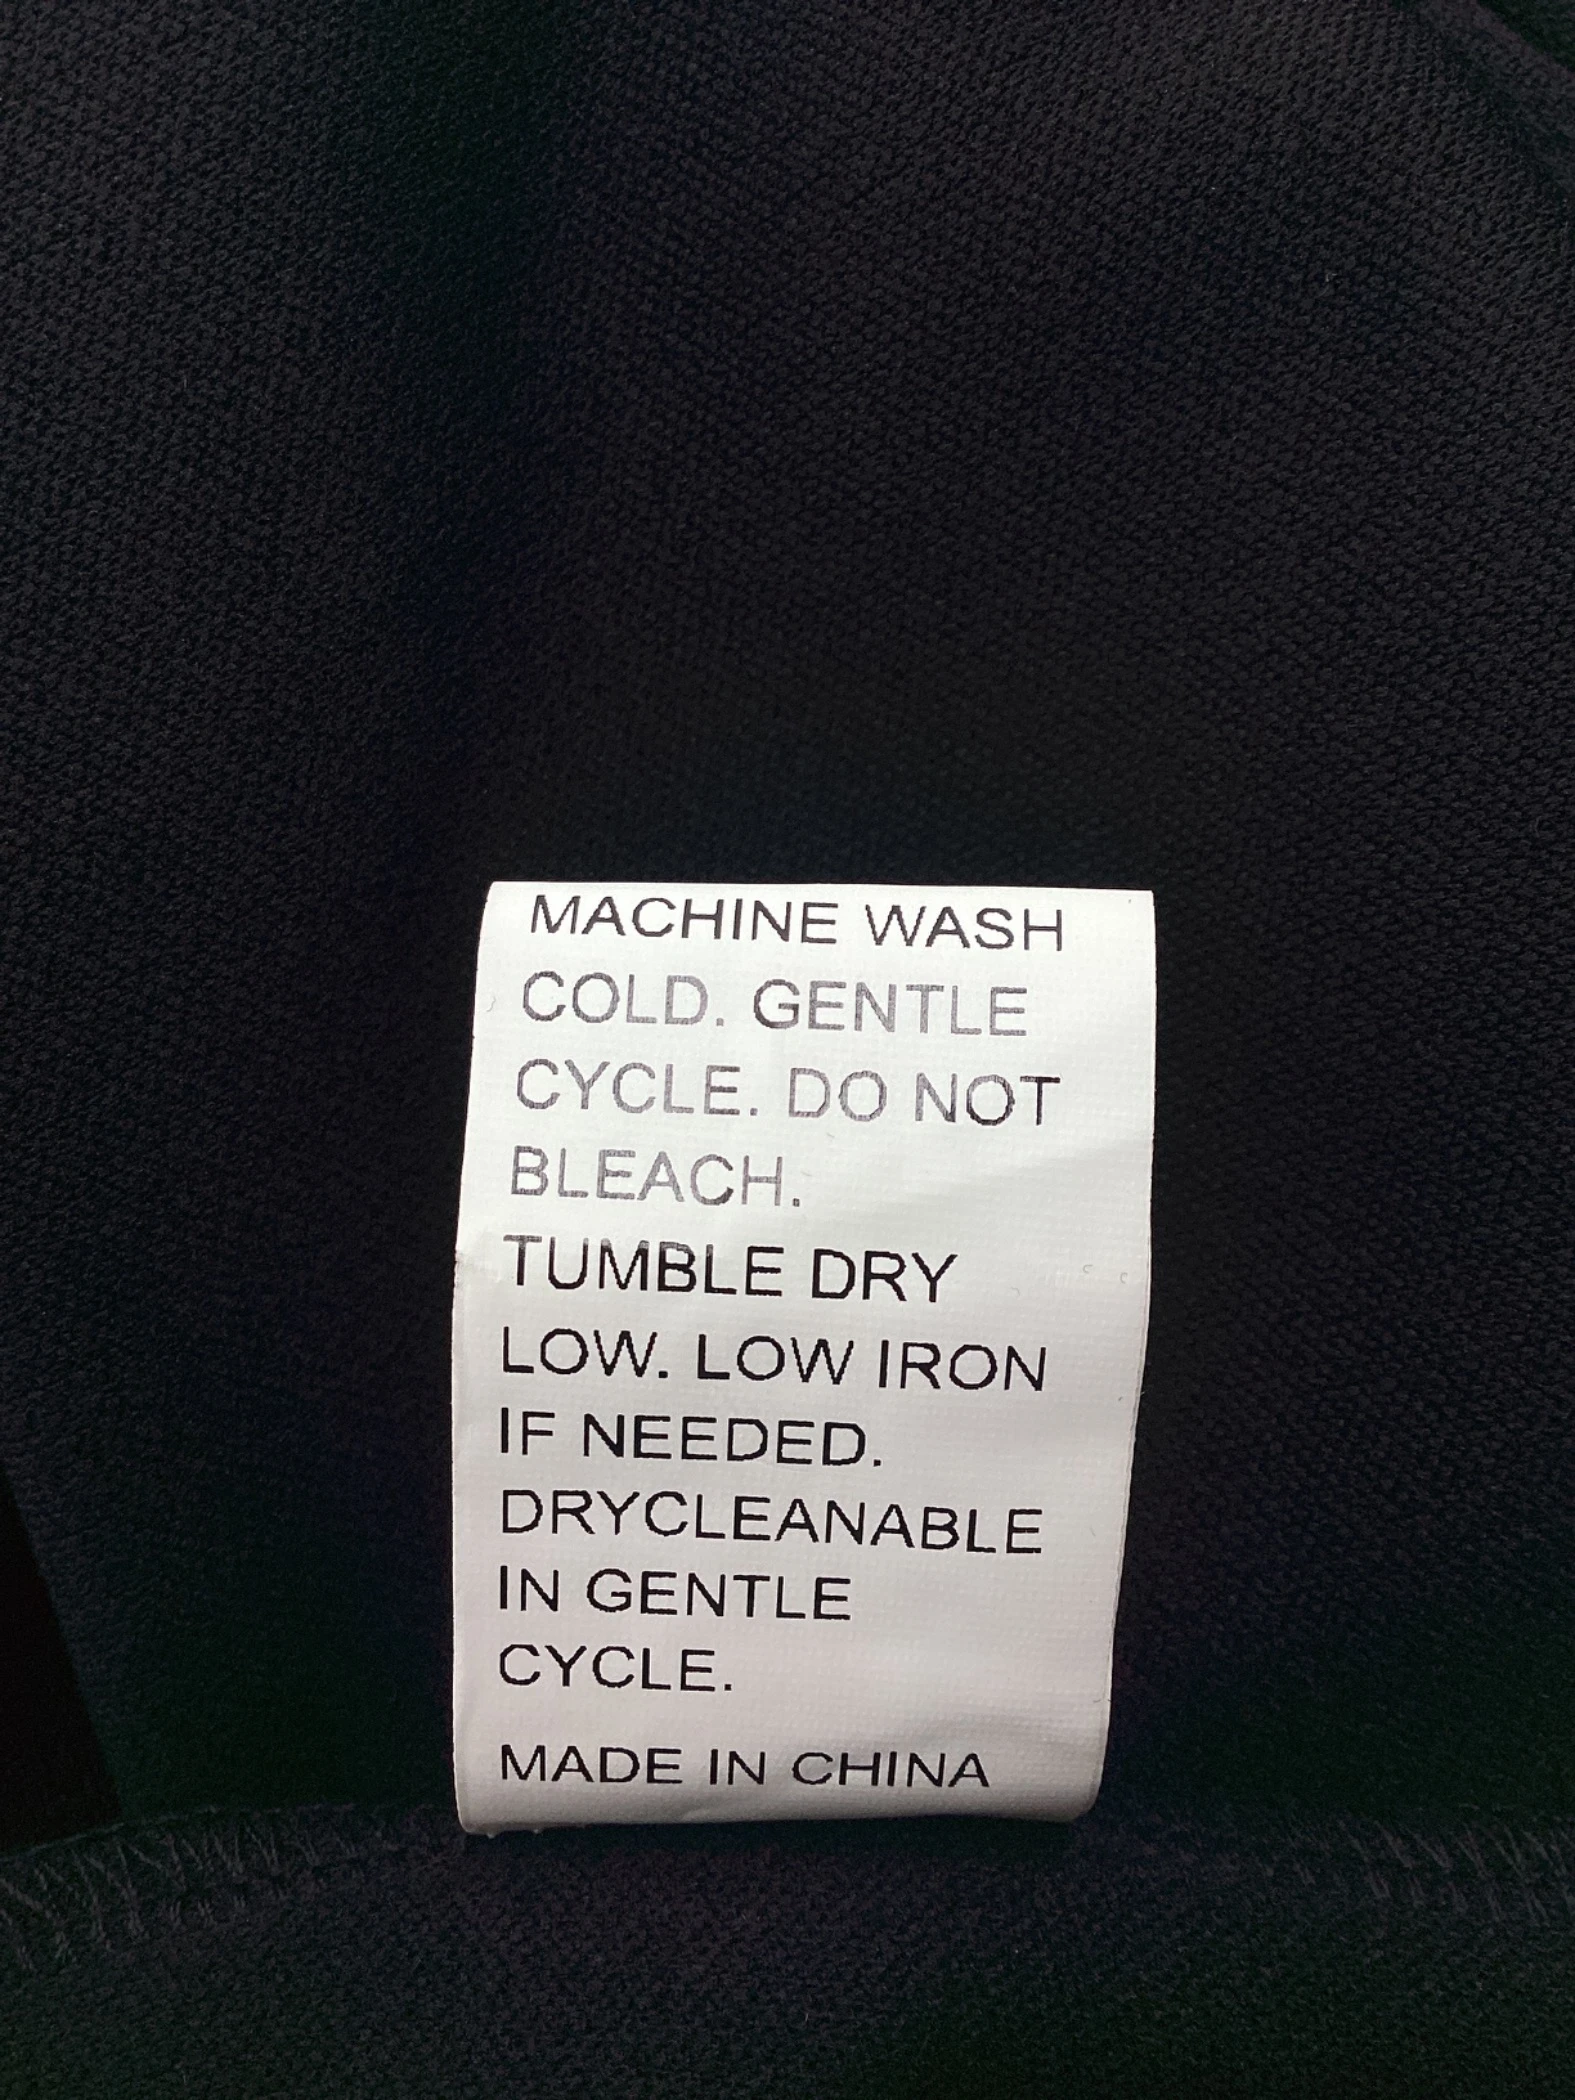 MACHINE WASH
COLD. GENTLE
CYCLE. DO NOT
BLEACH.
TUMBLE DRY
LOW. LOW IRON
IF NEEDED.
DRYCLEANABLE
IN GENTLE
CYCLE.
MADE IN CHINA